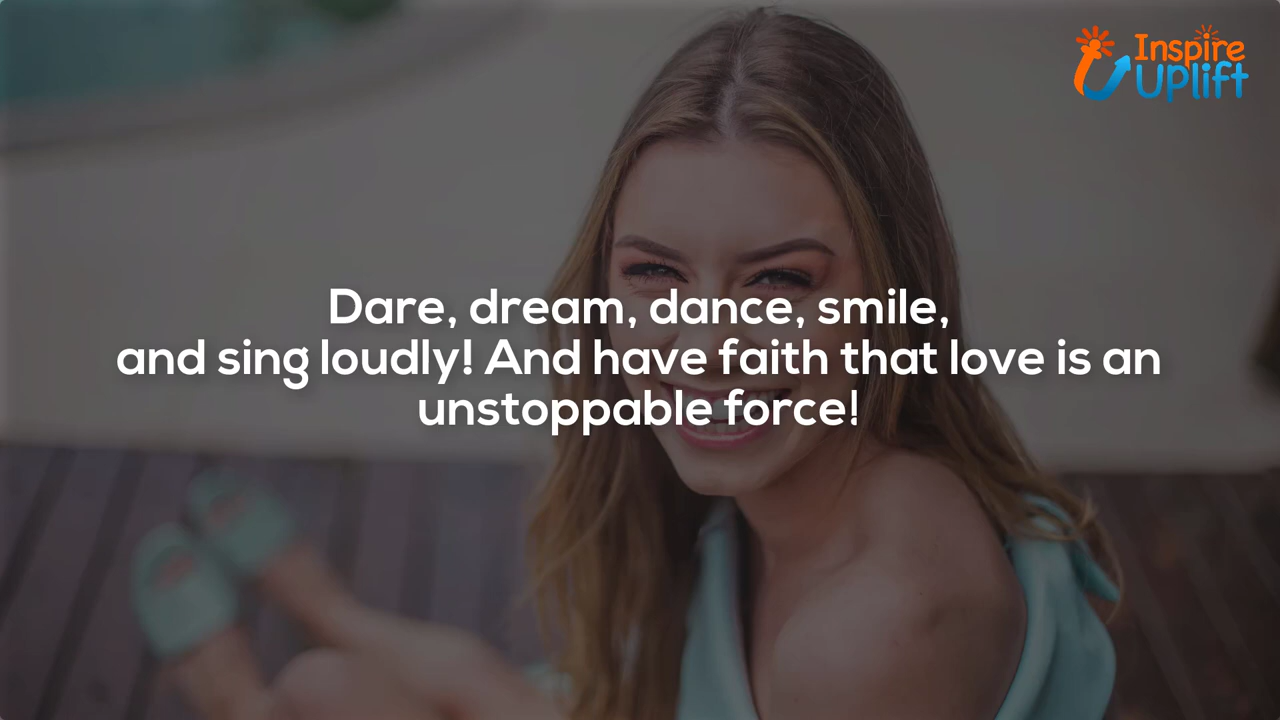 Inspire
Uplift
Dare, dream, dance, smile,
and sing loudly! And have faith that love is an
unstoppable force!